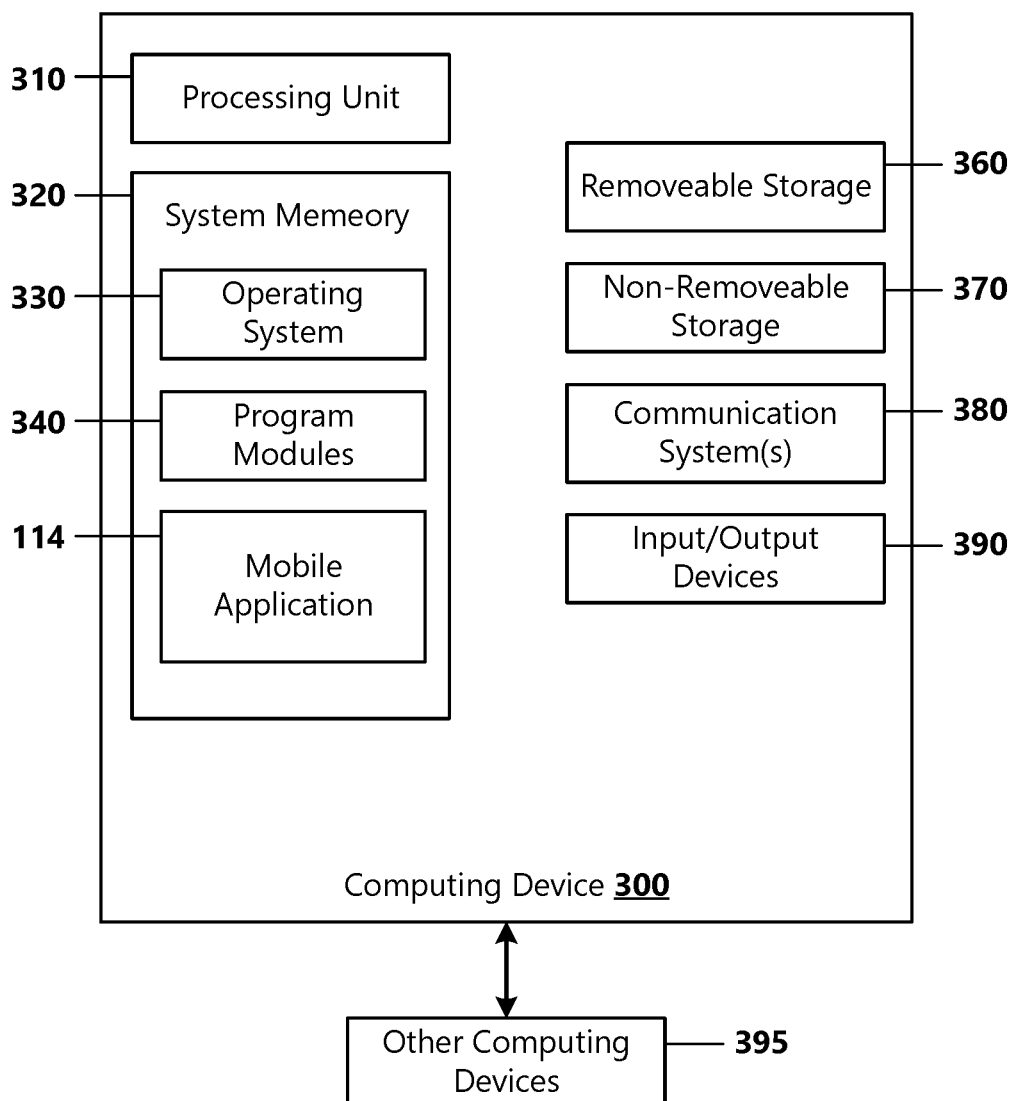 310
Processing Unit
320
System Memeory
330
Operating
System
340
Program
Modules
114
Mobile
Application
Removeable Storage
360
Non-Removeable
Storage
370
Communication
System(s)
380
Input/Output
Devices
390
Computing Device 300
Other Computing
Devices
395